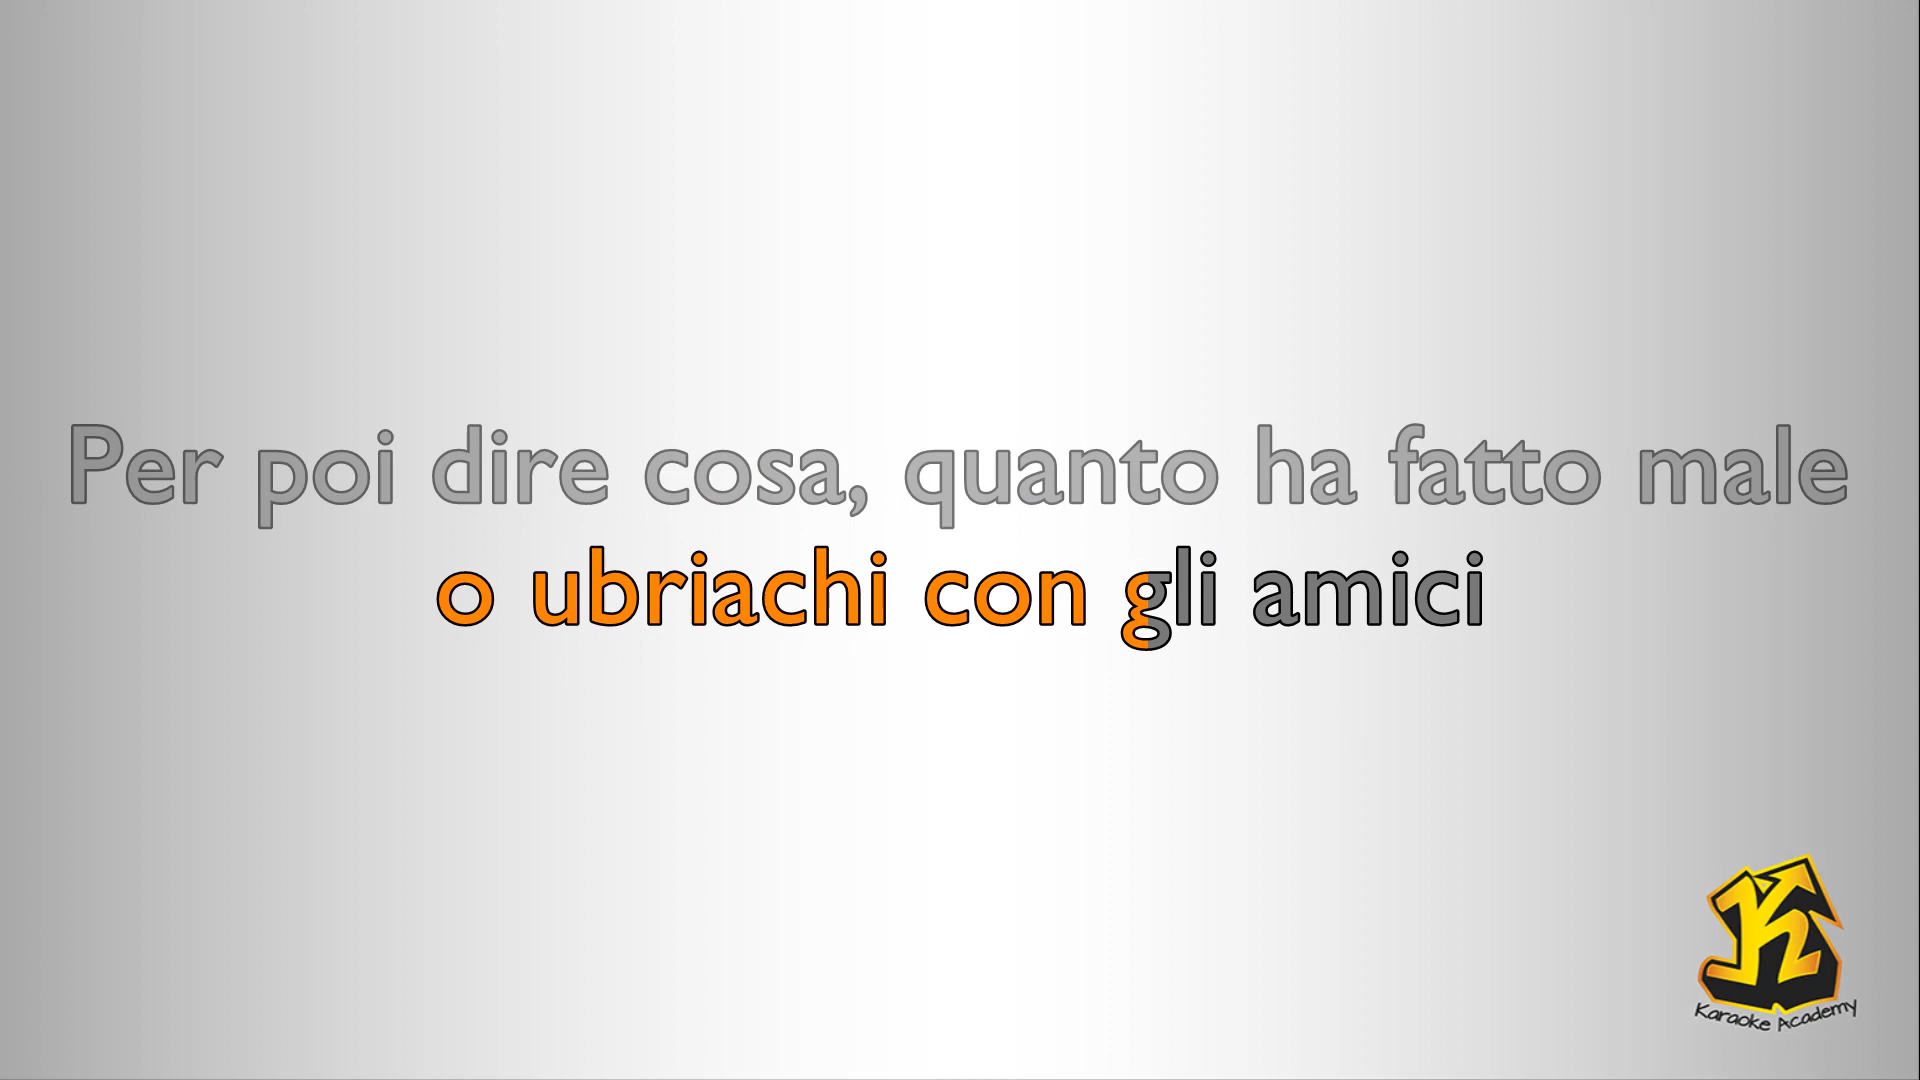 Per poi dire cosa, quanto ha fatto male
o ubriachi con gli amici
K
Karaoke Academy